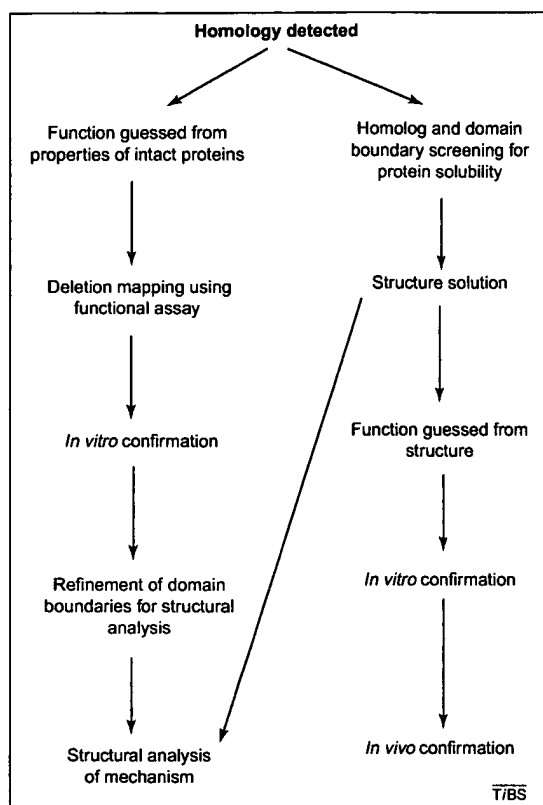 Homology detected
Function guessed from
properties of intact proteins
Deletion mapping using
functional assay
In vitro confirmation
Refinement of domain
boundaries for structural
analysis
Structural analysis
of mechanism
Homolog and domain
boundary screening for
protein solubility
Structure solution
Function guessed from
structure
In vitro confirmation
In vivo confirmation
TiBS